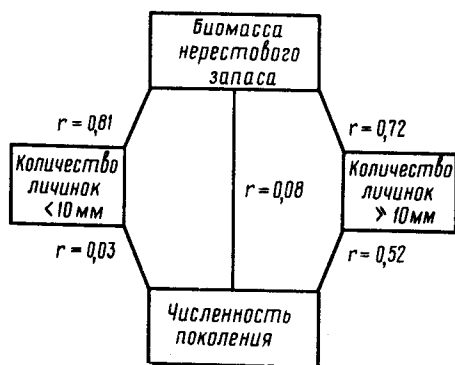 Биомасса
нерестового
запаса
r = 0,81
r = 0,72
Количество
личинок
< 10 мм
r = 0,08
Количество
личинок
⩾ 10 мм
r = 0,03
r = 0,52
Численность
поколения